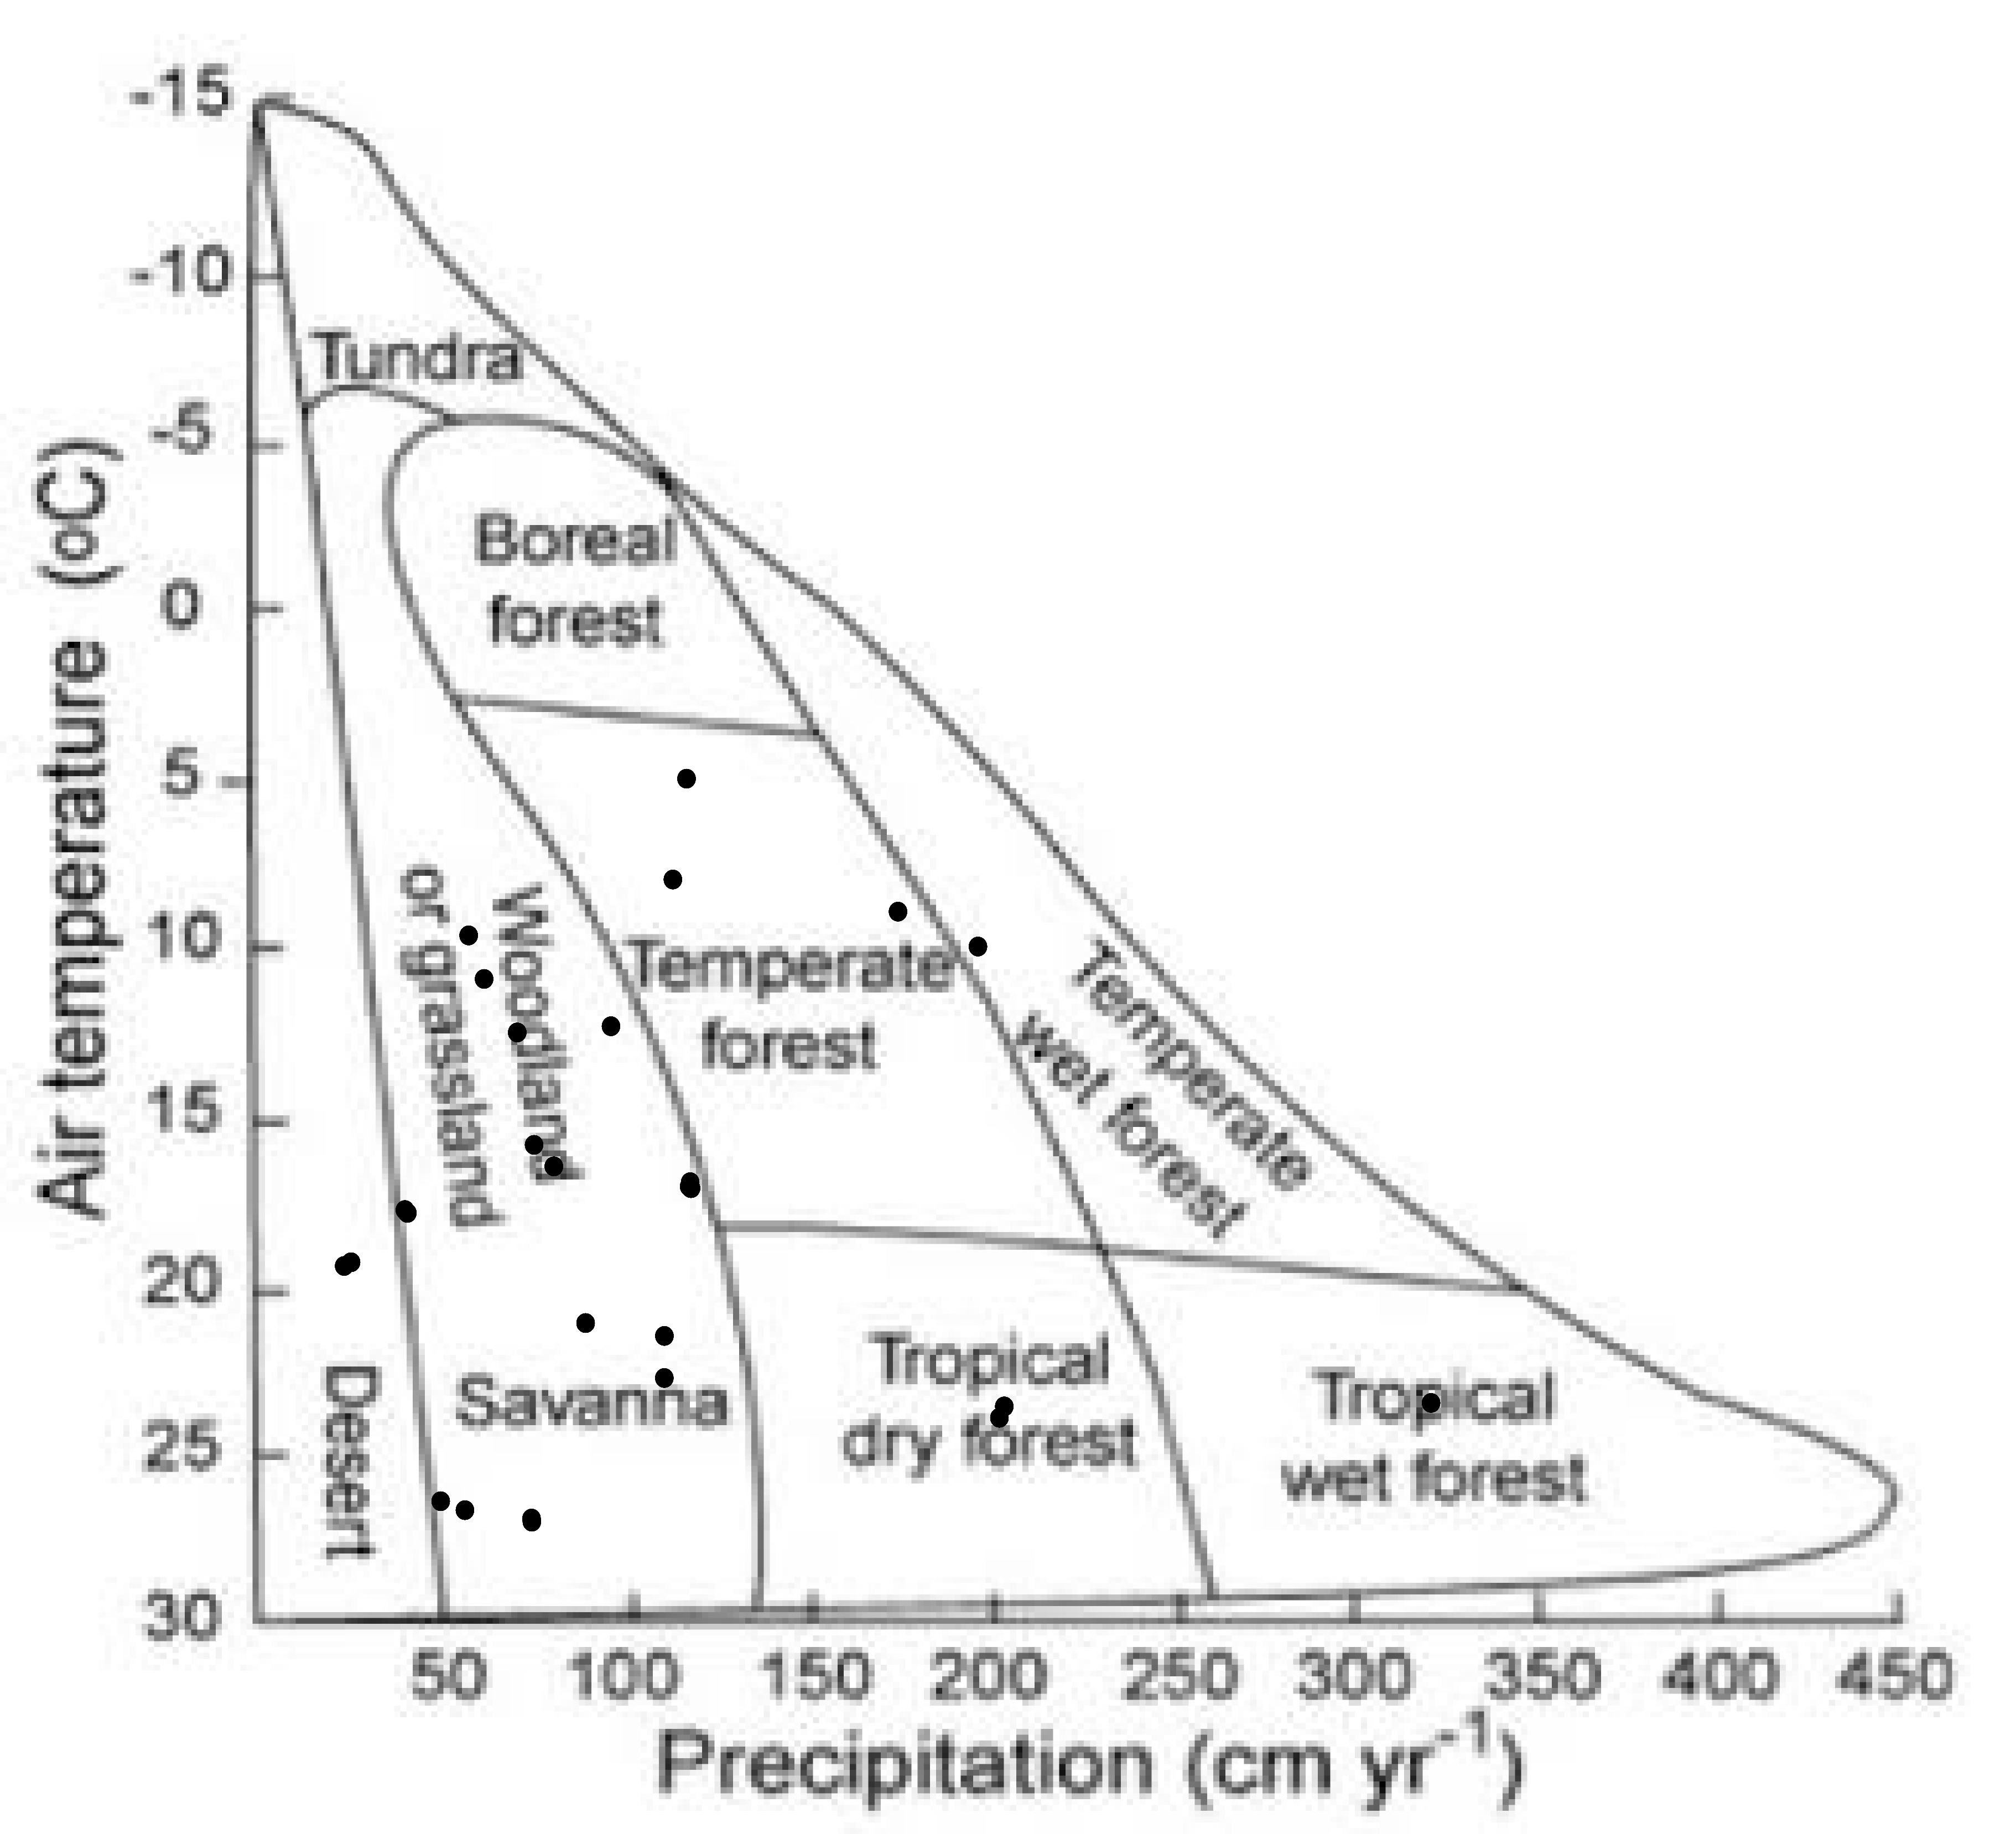 -15
-10
-5
0
5
10
15
20
25
30
Air temperature (oC)
Tundra
Boreal
forest
Woodland
or grassland
Temperate
forest
Temperate
wet forest
Desert
Savanna
Tropical
dry forest
Tropical
wet forest
50 100 150 200 250 300 350 400 450
Precipitation (cm yr-1)